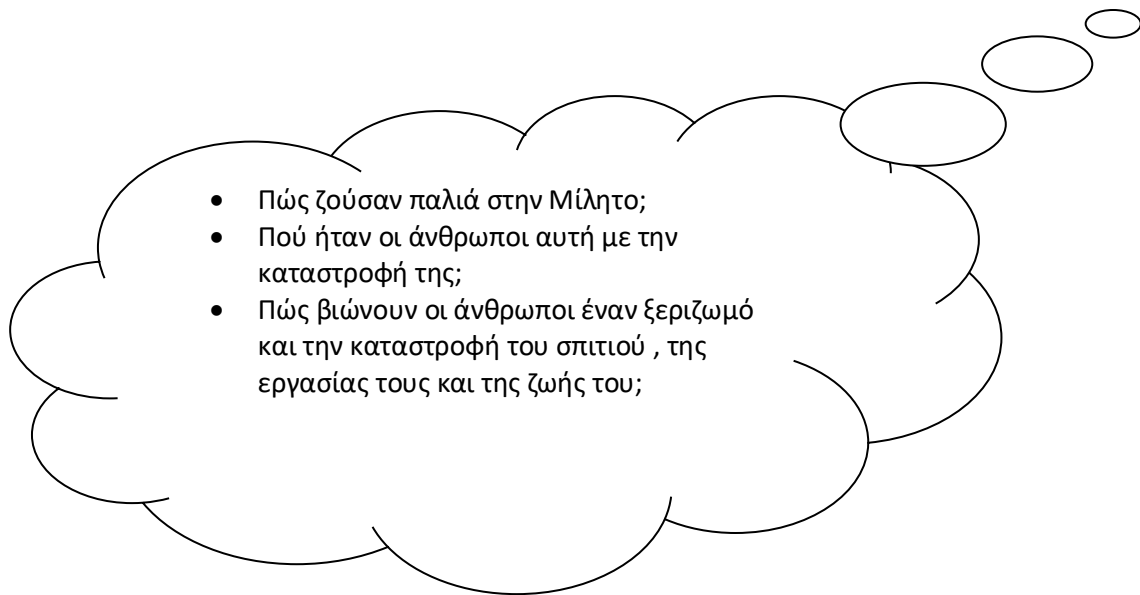 • Πώς ζούσαν παλιά στην Μίλητο;
• Πού ήταν οι άνθρωποι αυτή με την
καταστροφή της;
• Πώς βιώνουν οι άνθρωποι έναν ξεριζωμό
και την καταστροφή του σπιτιού , της
εργασίας τους και της ζωής του;